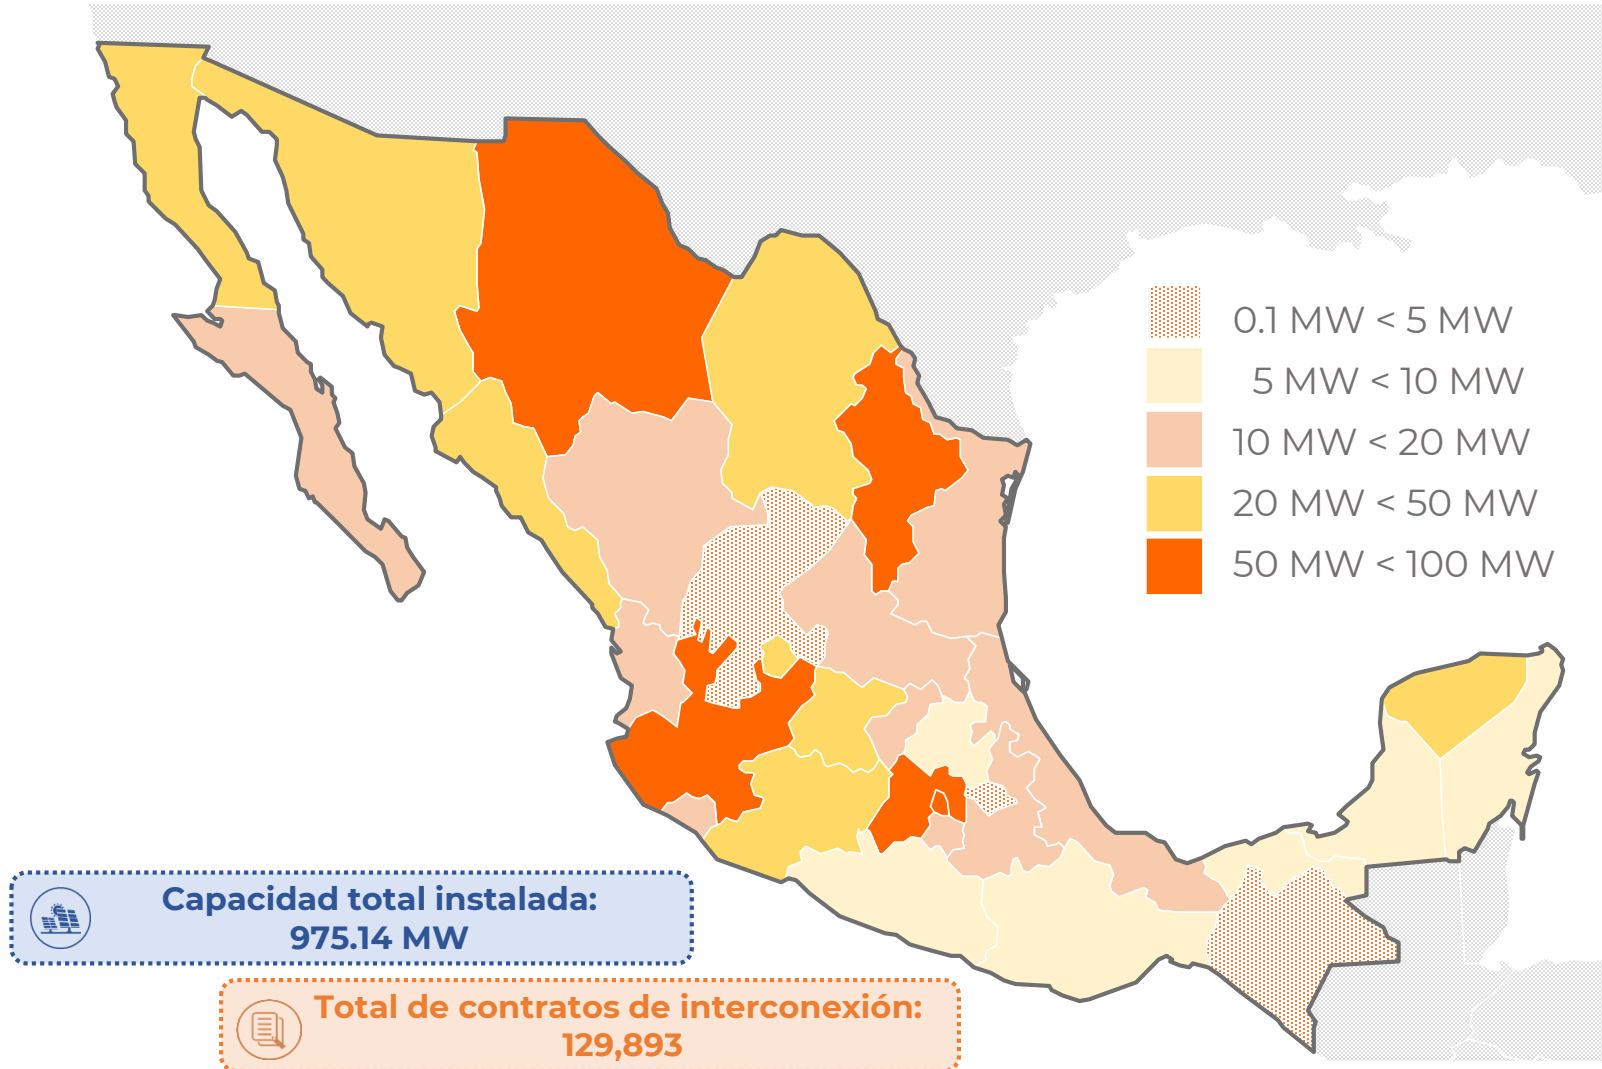 0.1 MW < 5 MW
5 MW < 10 MW
10 MW < 20 MW
20 MW < 50 MW
50 MW < 100 MW
Capacidad total instalada:
975.14 MW
Total de contratos de interconexión:
129,893